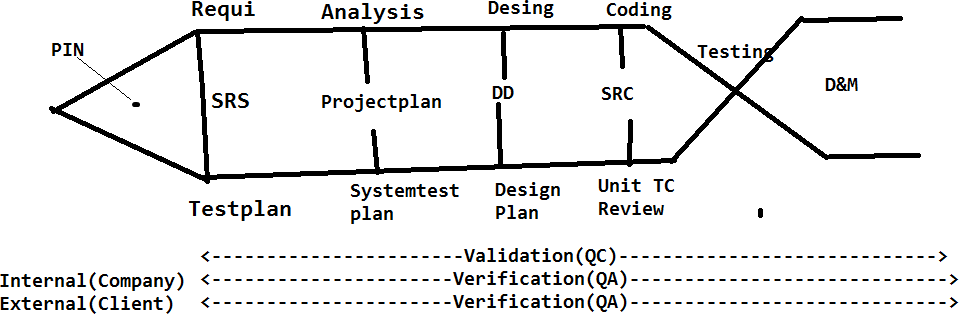 Requi
Analysis
Desing
Coding
PIN
Testing
SRS
Projectplan
DD
SRC
D&M
Testplan
Systemtest
plan
Design
Plan
Unit TC
Review
<-----------------------Validation(QC)----------------------------->
Internal(Company) <----------------------Verification(QA)------------------------------>
External(Client) <----------------------Verification(QA)----------------------------->